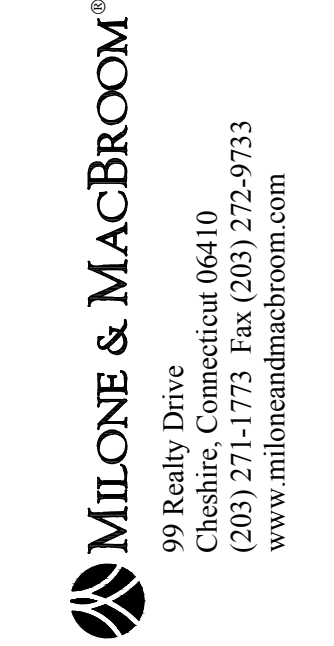 MILONE & MACBROOM®
99 Realty Drive
Cheshire, Connecticut 06410
(203) 271-1773 Fax (203) 272-9733
www.miloneandmacbroom.com